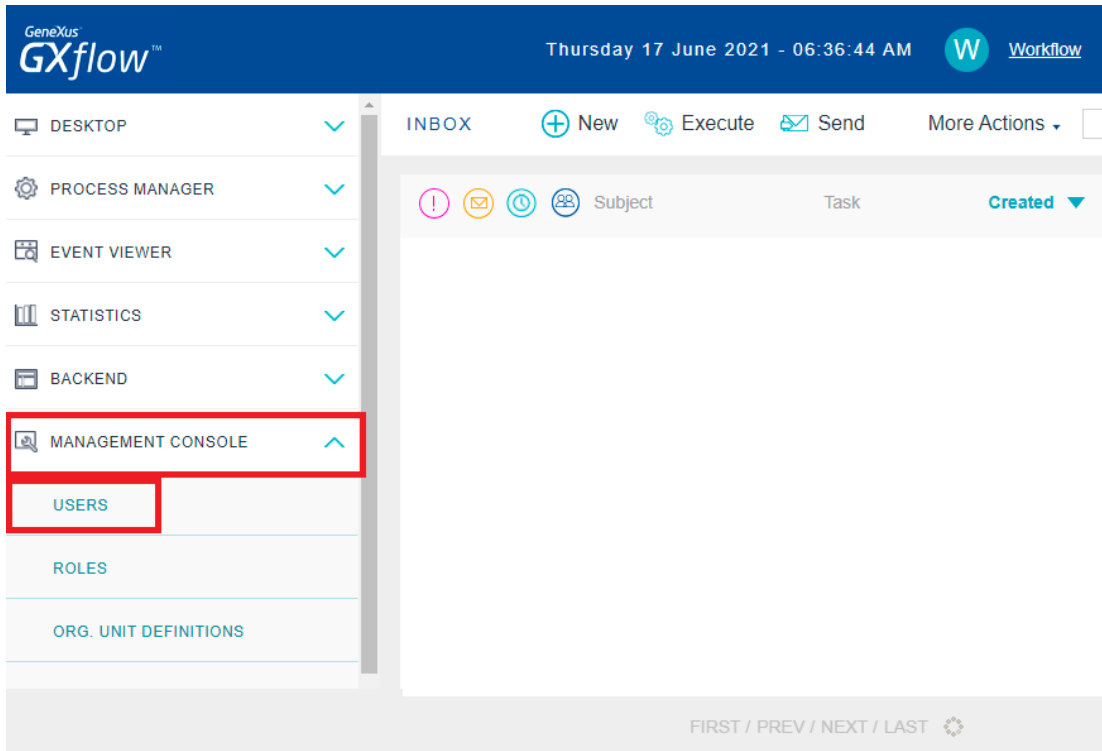 GeneXus
GXflow™
Thursday 17 June 2021 - 06:36:44 AM
W
Workflow
DESKTOP
PROCESS MANAGER
EVENT VIEWER
STATISTICS
BACKEND
MANAGEMENT CONSOLE
USERS
ROLES
ORG. UNIT DEFINITIONS
INBOX
New
Execute
Send
More Actions
Subject
Task
Created
FIRST / PREV / NEXT / LAST